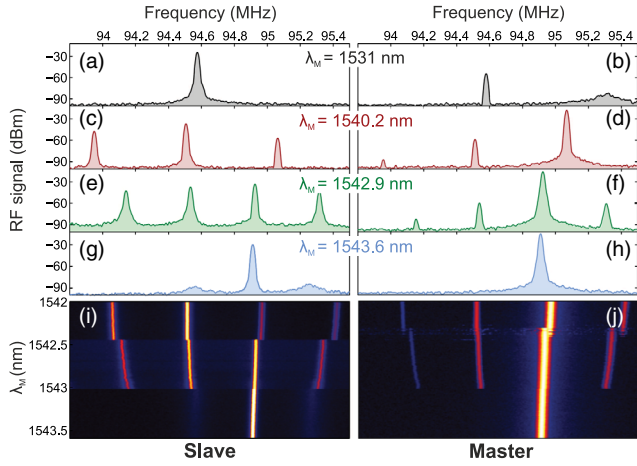 Frequency (MHz) Frequency (MHz)
94 94.2 94.4 94.6 94.8 95 95.2 95.4 94 94.2 94.4 94.6 94.8 95 95.2 95.4
RF signal (dBm)
−30
−60
−90
(a) λM = 1531 nm (b)
−30
−60
−90
(c) λM = 1540.2 nm (d)
−30
−60
−90
(e) λM = 1542.9 nm (f)
−30
−60
−90
(g) λM = 1543.6 nm (h)
λM (nm)
1542
1542.5
1543
1543.5
(i) (j)
Slave Master